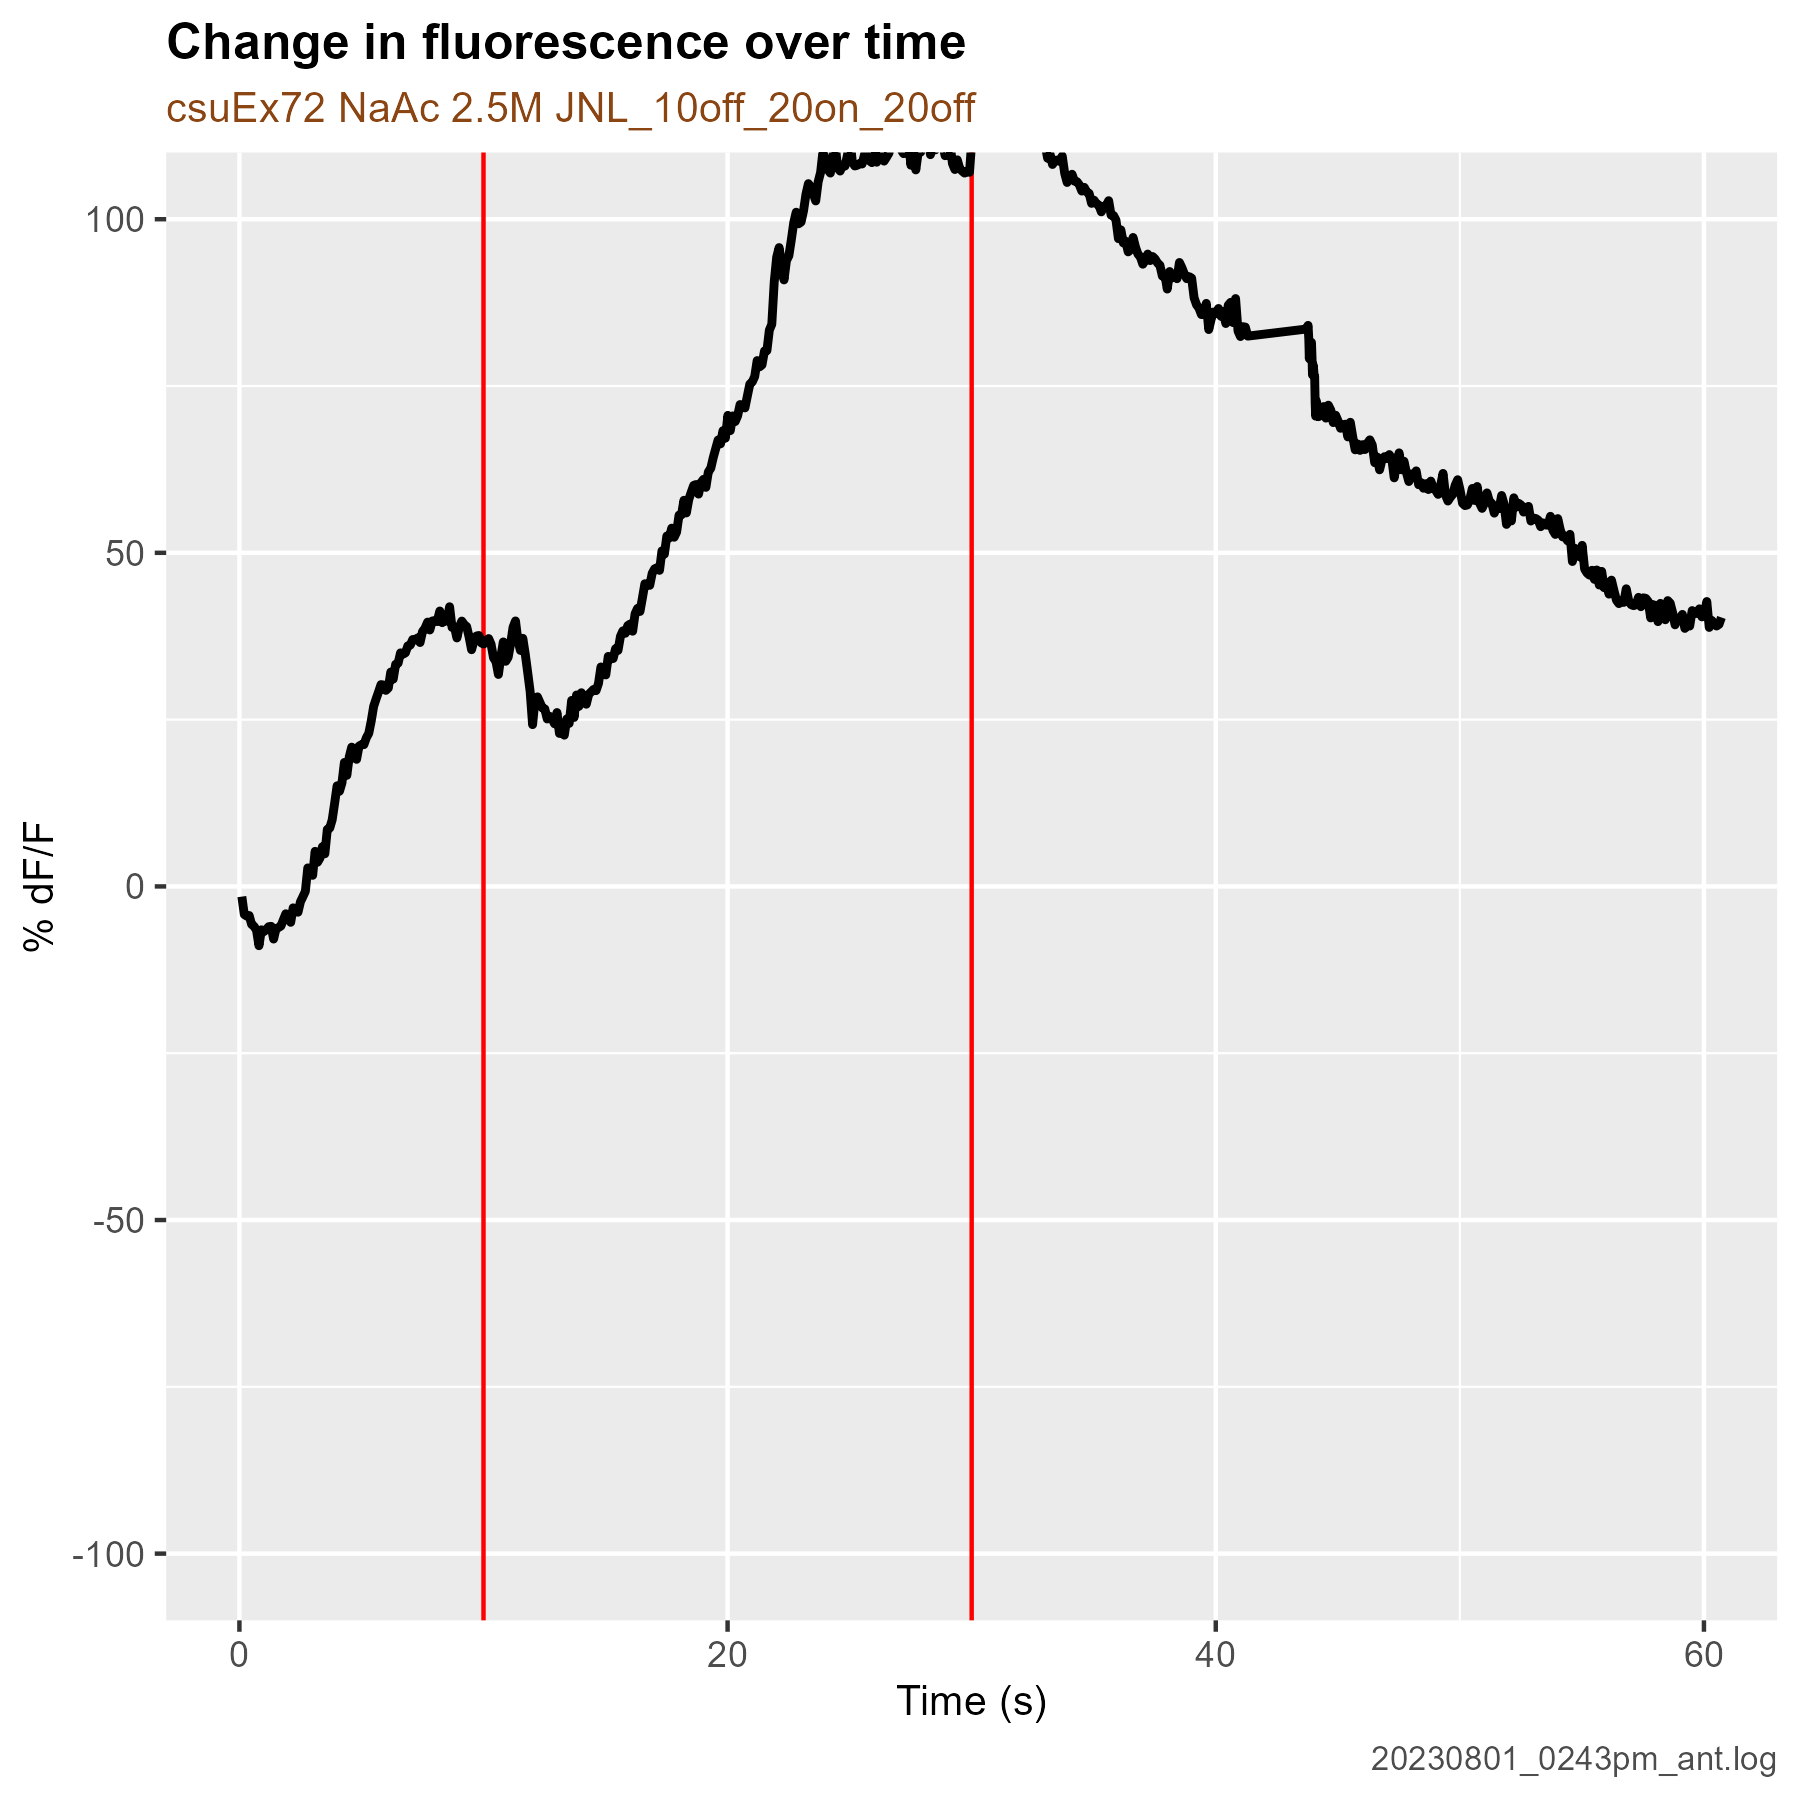 Change in fluorescence over time
csuEx72 NaAc 2.5M JNL_10off_20on_20off
% dF/F
100
50
0
-50
-100
0 20 40 60
Time (s)
20230801_0243pm_ant.log